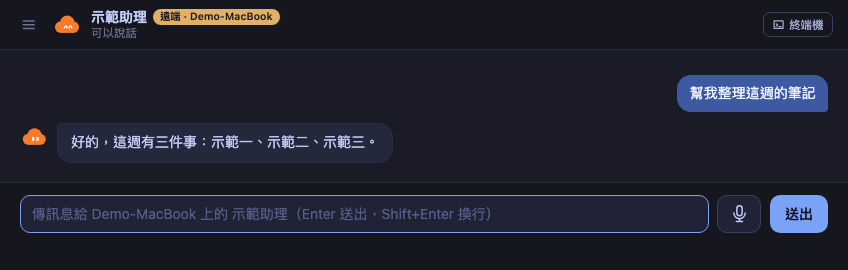 示範助理 遠端 · Demo-MacBook
可以說話
終端機
幫我整理這週的筆記
好的，這週有三件事：示範一、示範二、示範三。
傳訊息給 Demo-MacBook 上的 示範助理（Enter 送出，Shift+Enter 換行）
送出